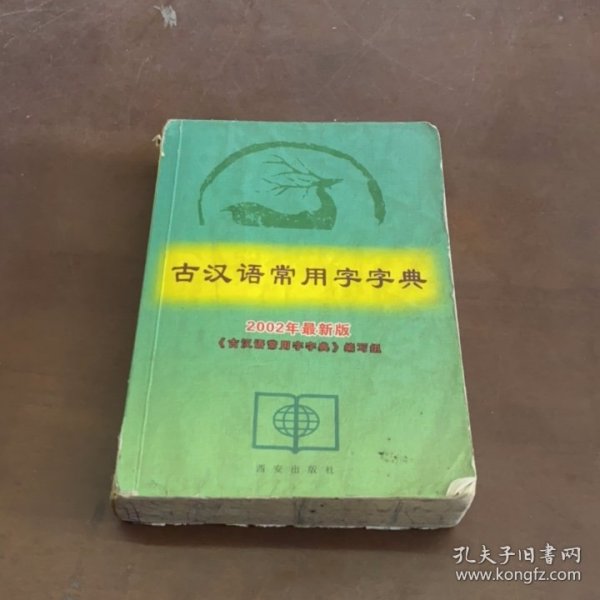 古汉语常用字字典
2002年最新版
《古汉语常用字字典》编写组
西安出版社
孔夫子旧书网
www.kongfz.com